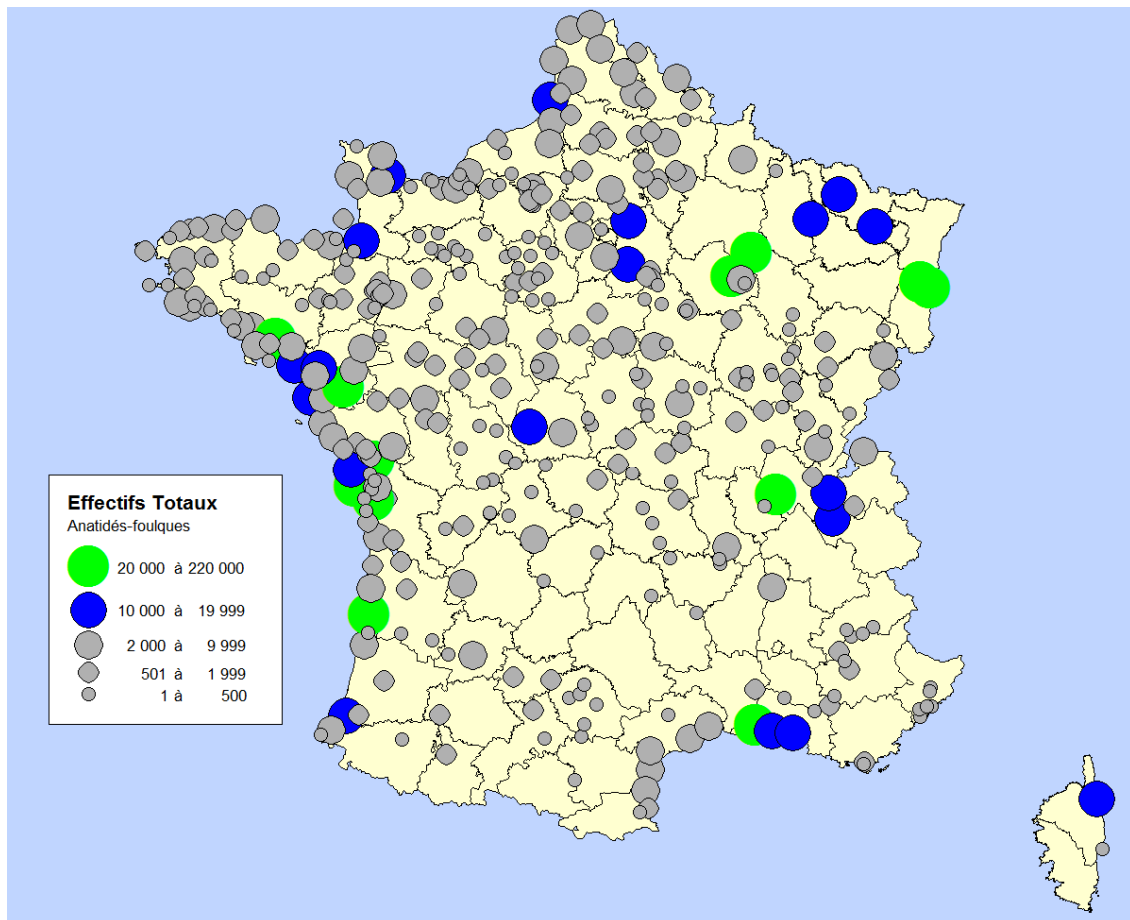 Effectifs Totaux
Anatidés-foulques
20 000 à 220 000
10 000 à 19 999
2 000 à 9 999
501 à 1 999
1 à 500